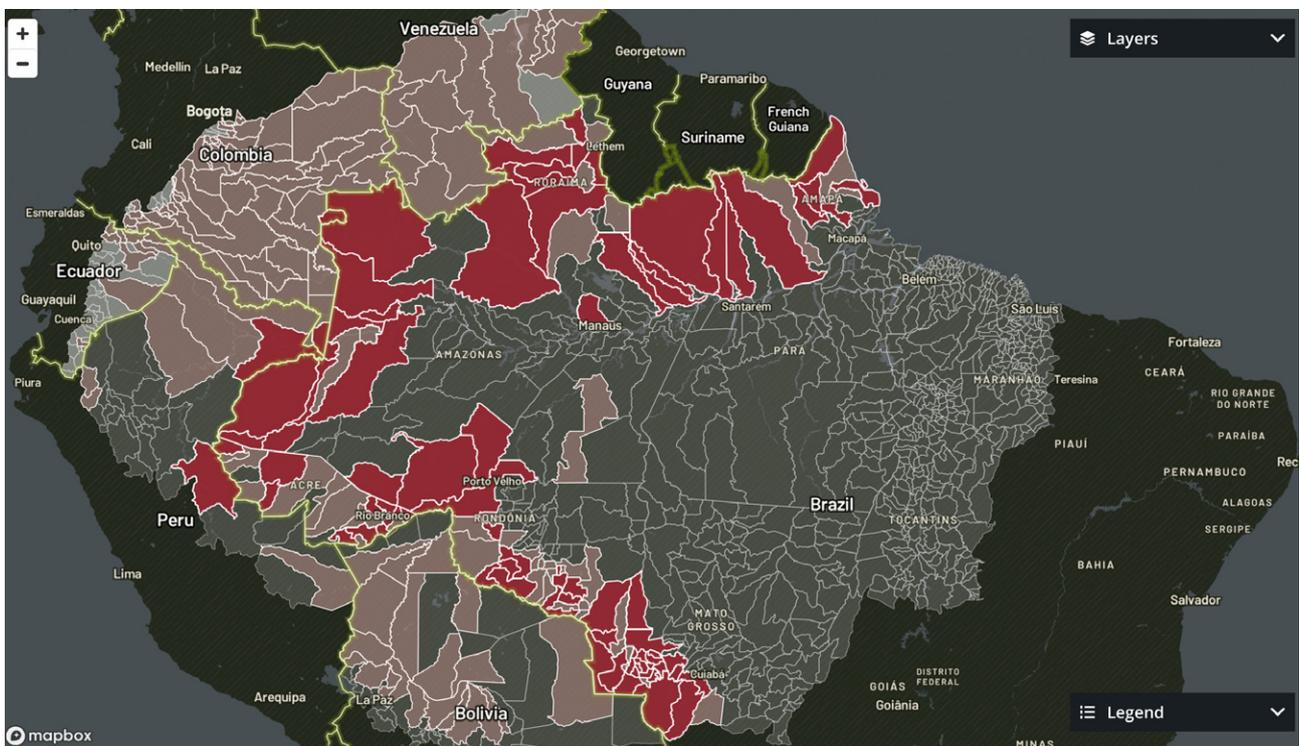 +
Venezuela
Layers
−
Georgetown
Medellin
La Paz
Paramaribo
Guyana
Bogota
French
Guiana
Cali
Suriname
Lethem
Colombia
RORAIMA
Esmeraldas
AMAPÁ
Quito
Macapá
Ecuador
Belém
Guayaquil
Santarem
São Luís
Cuenca
Manaus
Fortaleza
AMAZONAS
PARÁ
Piura
MARANHÃO
Teresina
CEARÁ
RIO GRANDE
DO NORTE
PARAÍBA
PIAUÍ
Rec
ACRE
Porto Velho
PERNAMBUCO
Rio Branco
Brazil
ALAGOAS
Peru
RONDÔNIA
TOCANTINS
SERGIPE
Lima
BAHIA
Salvador
MATO
GROSSO
Cuiabá
DISTRITO
FEDERAL
GOIÁS
Arequipa
La Paz
Goiânia
Bolivia
Legend
mapbox
MINAS